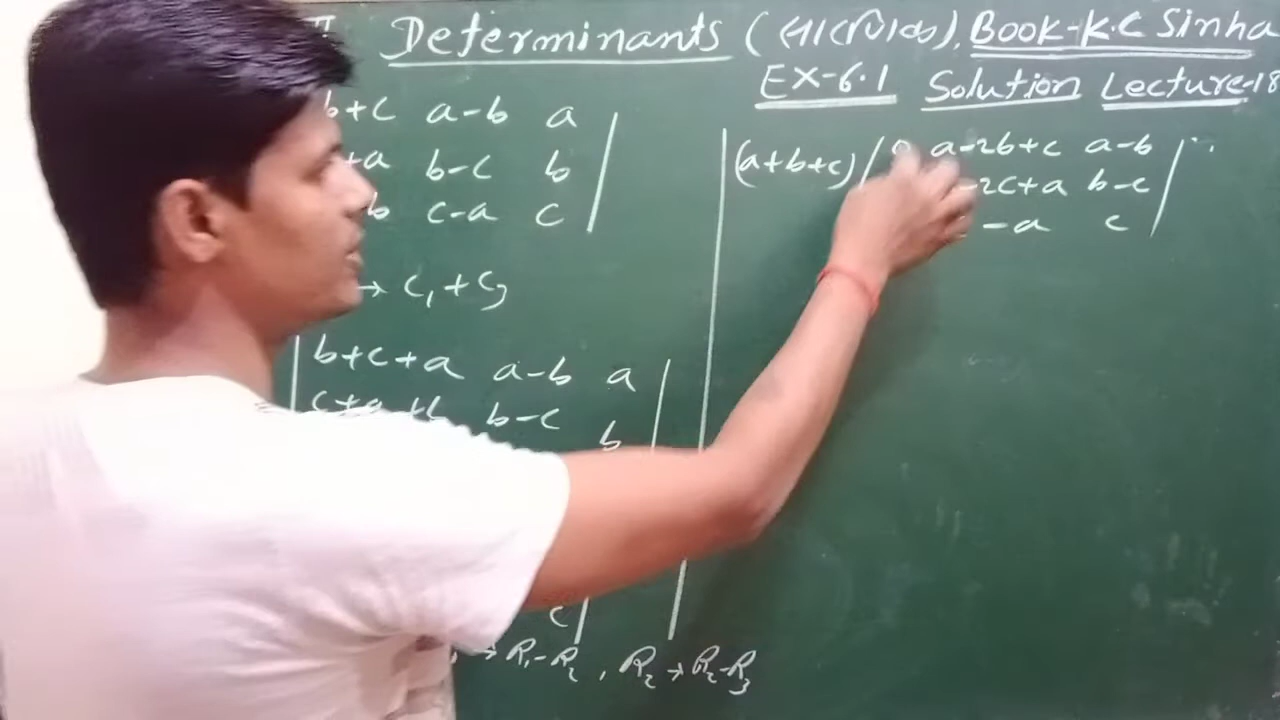 Determinants (सारणिक), Book-K.C Sinha
EX-6.1 Solution Lecture-18
b+c a-b a
+a b-c b
b c-a c
→ C₁+C₃
b+c+a a-b a
c+a+b b-c b
c
→ R₁-R₂, R₂→R₂-R₃
(a+b+c) | 0 a-2b+c a-b |
-2c+a b-c
-a c